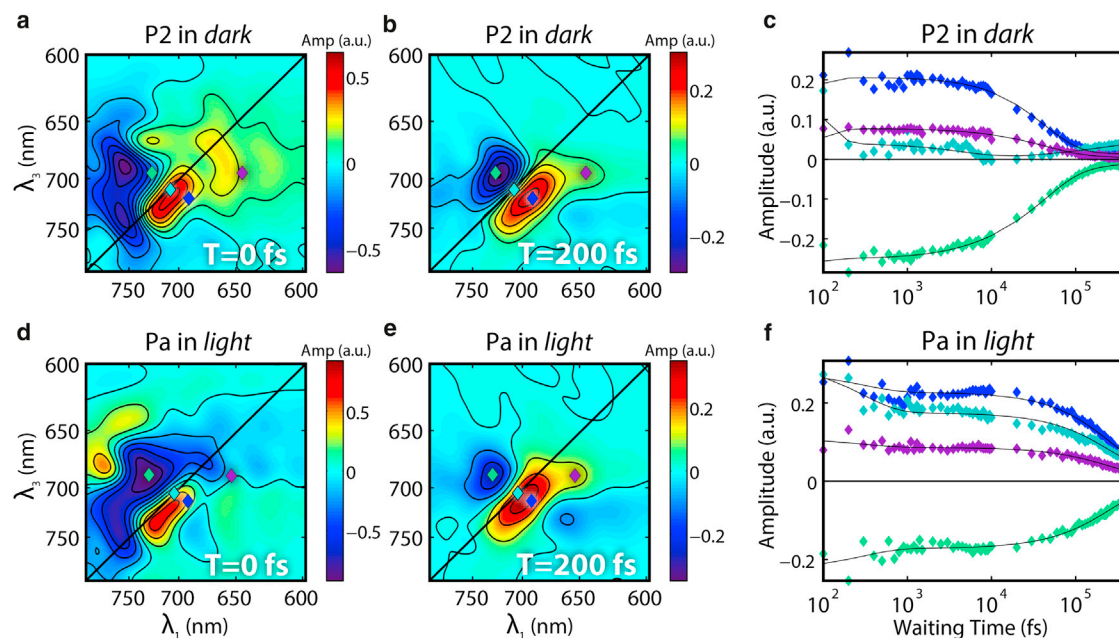 a
P2 in dark
Amp (a.u.)
600
650
700
750
λ3 (nm)
T=0 fs
750 700 650 600
0.5
0
−0.5
b
P2 in dark
Amp (a.u.)
600
650
700
750
T=200 fs
750 700 650 600
0.2
0
−0.2
c
P2 in dark
Amplitude (a.u.)
0.2
0.1
0
−0.1
−0.2
10^2 10^3 10^4 10^5
d
Pa in light
Amp (a.u.)
600
650
700
750
λ3 (nm)
T=0 fs
750 700 650 600
λ1 (nm)
0.5
0
−0.5
e
Pa in light
Amp (a.u.)
600
650
700
750
T=200 fs
750 700 650 600
λ1 (nm)
0.2
0
−0.2
f
Pa in light
Amplitude (a.u.)
0.2
0
−0.2
10^2 10^3 10^4 10^5
Waiting Time (fs)